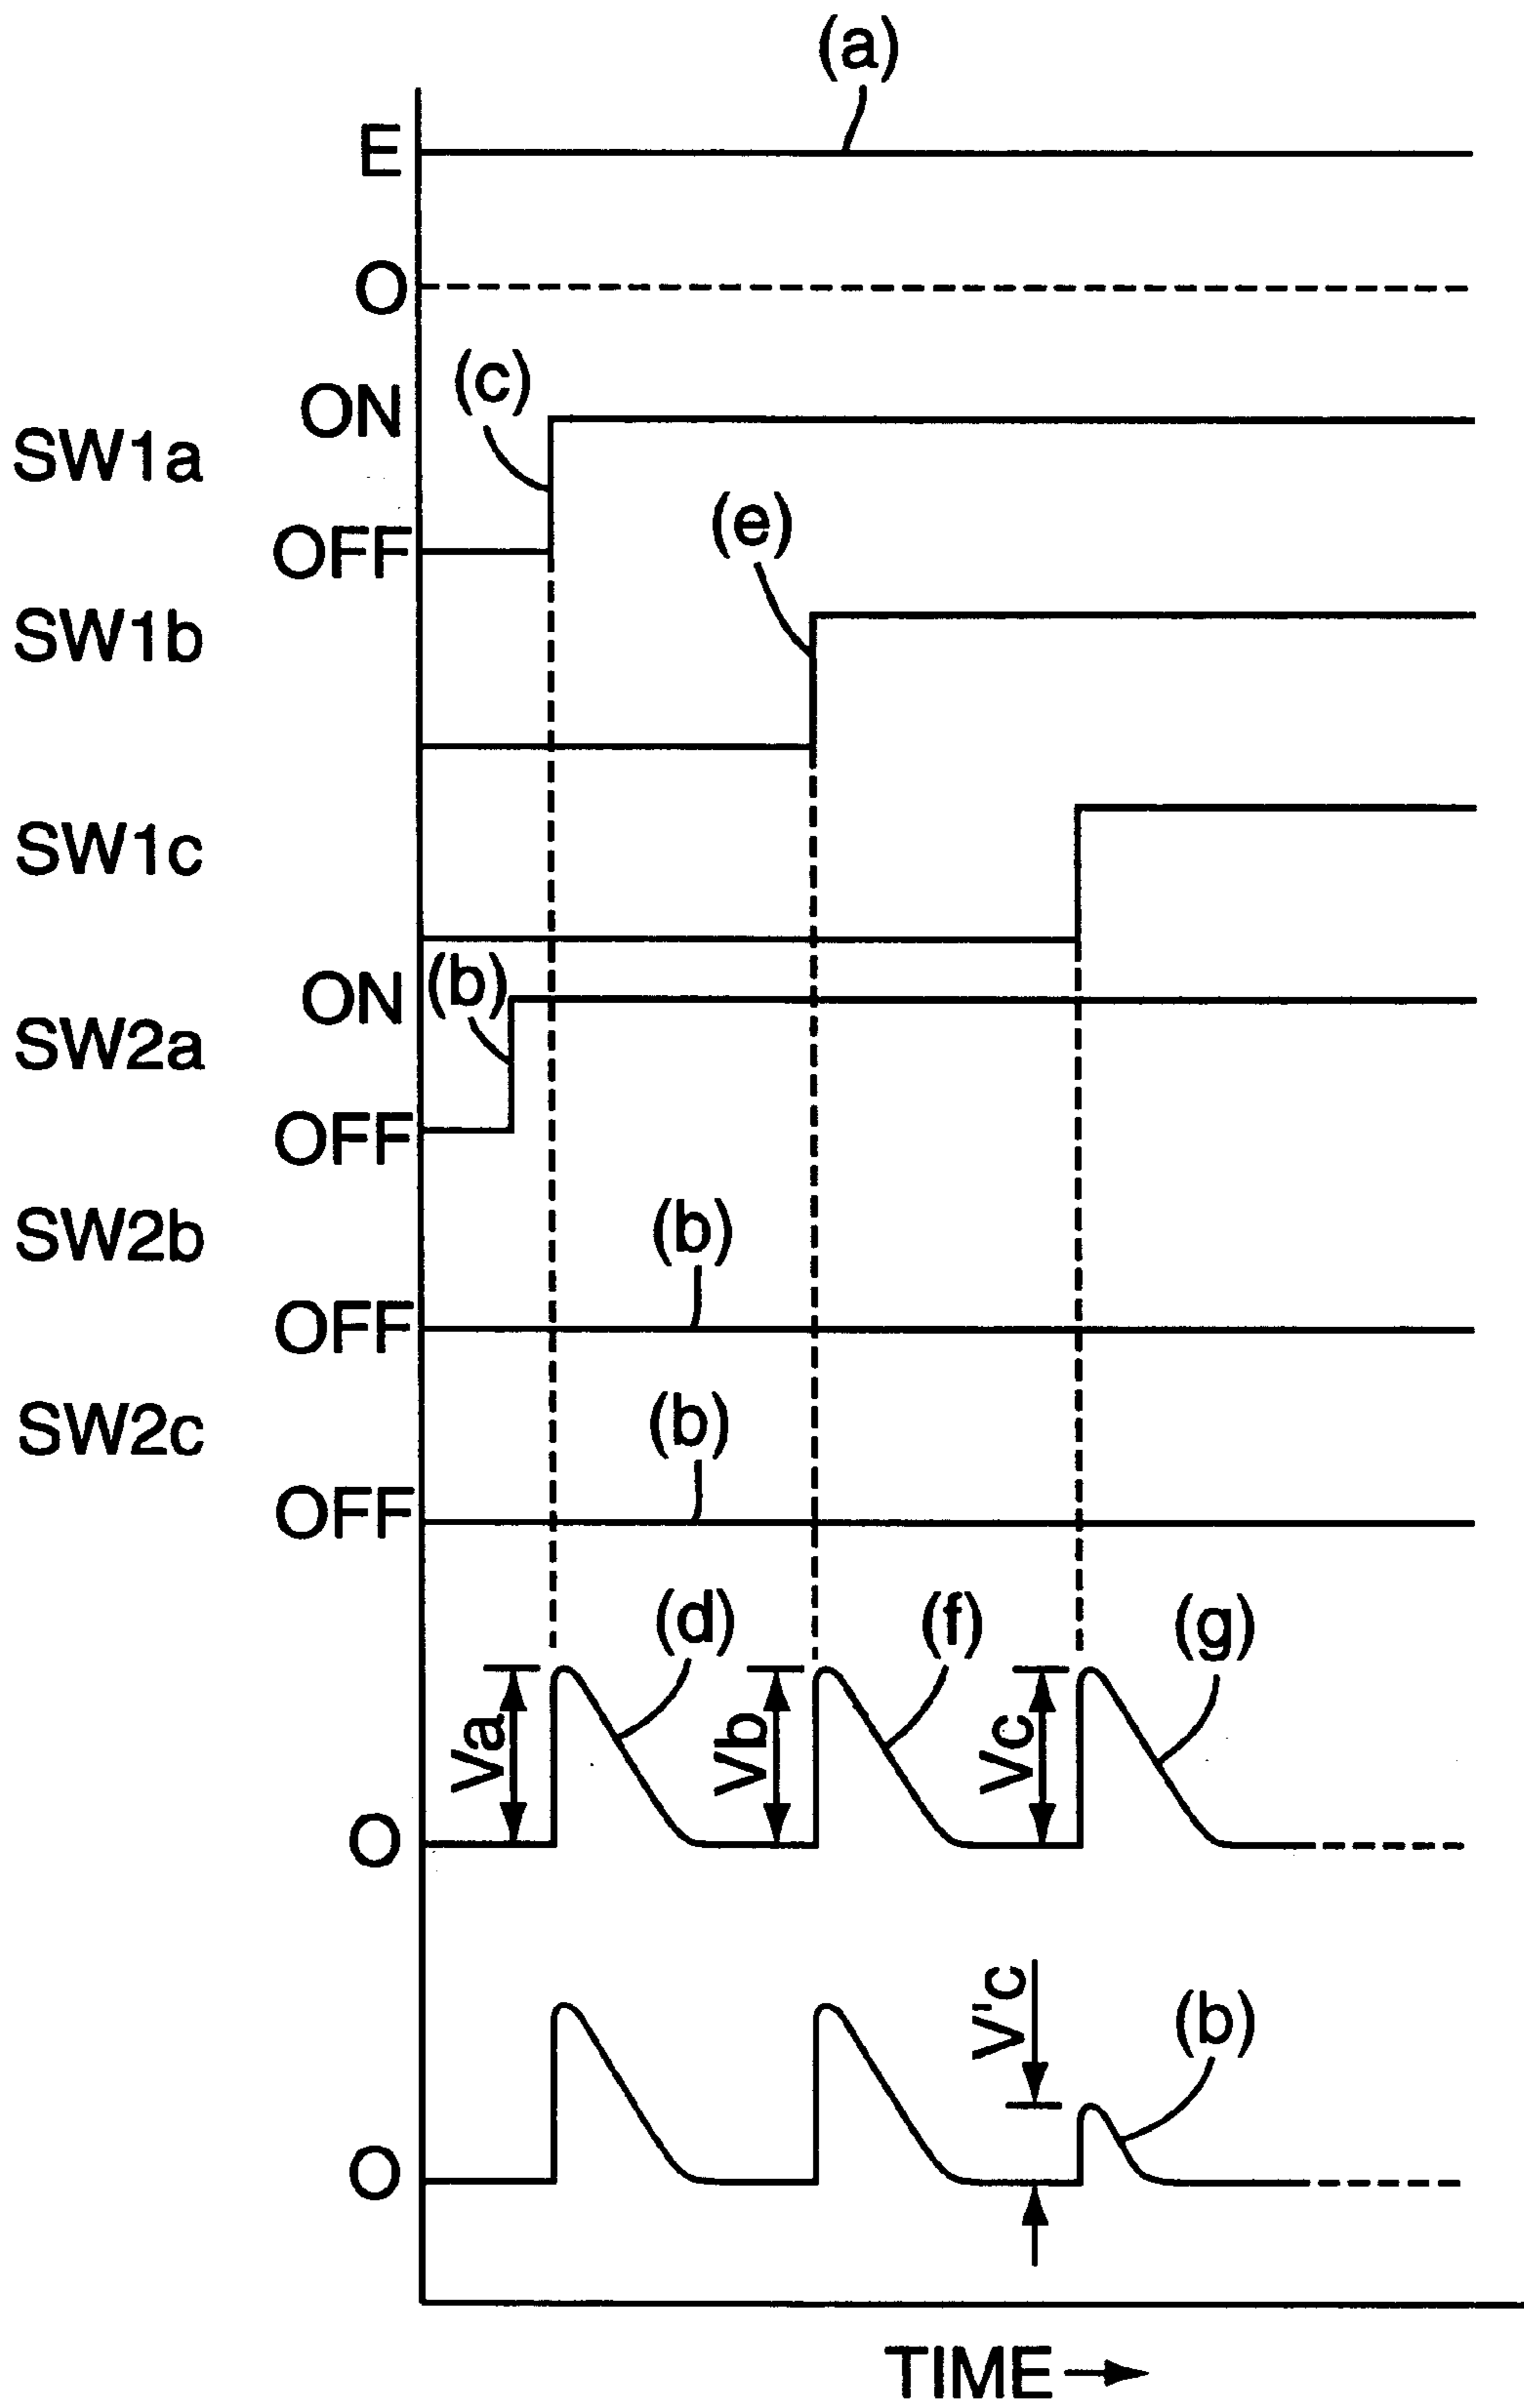 (a)
E
O
ON
(c)
SW1a
OFF
(e)
SW1b
SW1c
ON
(b)
SW2a
OFF
(b)
SW2b
OFF
(b)
SW2c
OFF
(d)
(f)
(g)
Va
Vb
Vc
O
V'c
(b)
O
TIME →